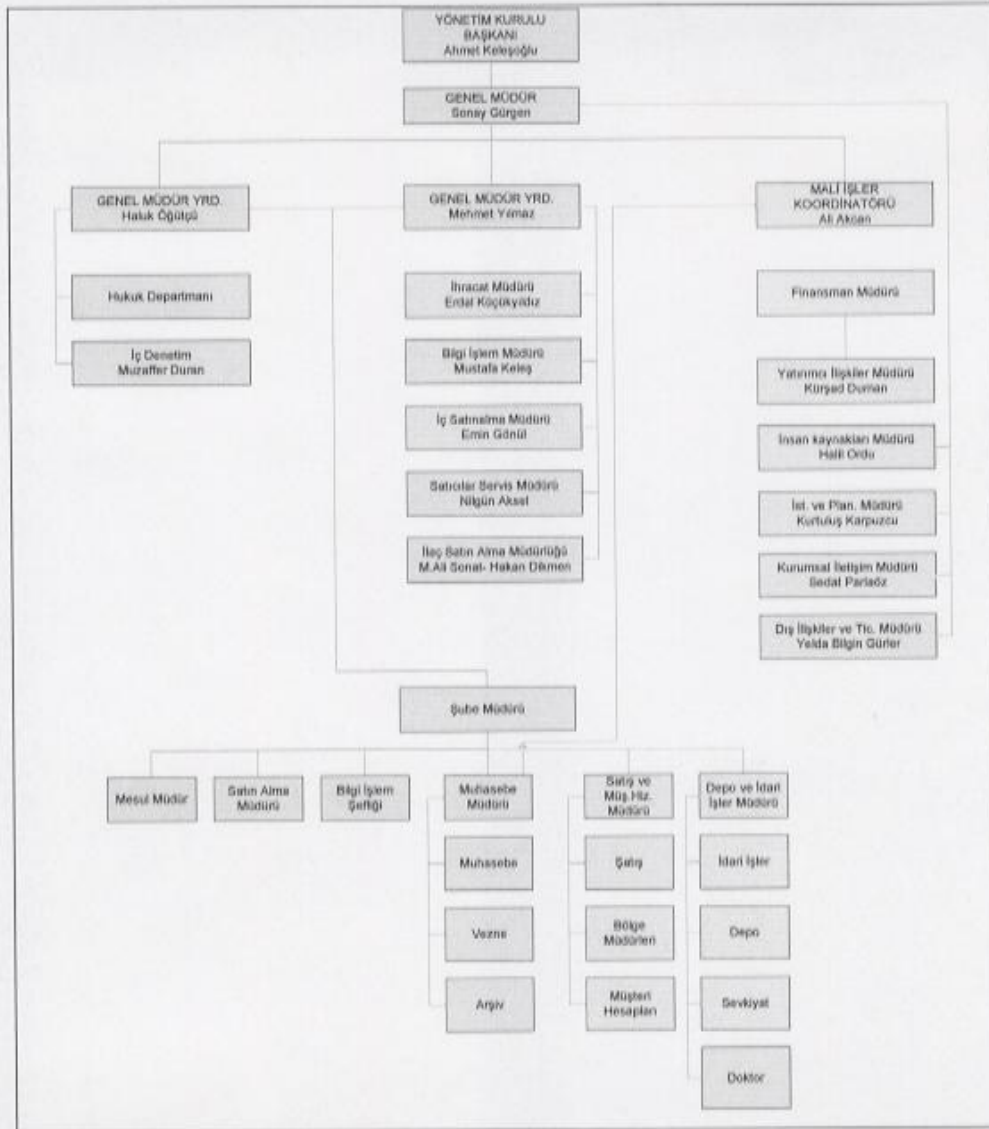 YÖNETİM KURULU
BAŞKANI
Ahmet Keleşoğlu
GENEL MÜDÜR
Sonay Gürgen
GENEL MÜDÜR YRD.
Haluk Öğütçü
GENEL MÜDÜR YRD.
Mehmet Yılmaz
MALİ İŞLER
KOORDİNATÖRÜ
Ali Akcan
Hukuk Departmanı
İç Denetim
Muzaffer Duran
İhracat Müdürü
Erdal Küçükyıldız
Bilgi İşlem Müdürü
Mustafa Keleş
İç Satınalma Müdürü
Emin Gönül
Satıcılar Servis Müdürü
Nilgün Aksel
İlaç Satın Alma Müdürlüğü
M.Ali Sonat- Hakan Dikmen
Finansman Müdürü
Yatırımcı İlişkiler Müdürü
Kürşad Duman
İnsan kaynakları Müdürü
Halil Ordu
İst. ve Plan. Müdürü
Kurtuluş Karpuzcu
Kurumsal İletişim Müdürü
Sedat Parlaöz
Dış İlişkiler ve Tic. Müdürü
Yelda Bilgin Gürler
Şube Müdürü
Mesul Müdür
Satın Alma
Müdürü
Bilgi İşlem
Şefliği
Muhasebe
Müdürü
Muhasebe
Vezne
Arşiv
Satış ve
Müş.Hiz.
Müdürü
Satış
Bölge
Müdürleri
Müşteri
Hesapları
Depo ve İdari
İşler Müdürü
İdari İşler
Depo
Sevkiyat
Doktor